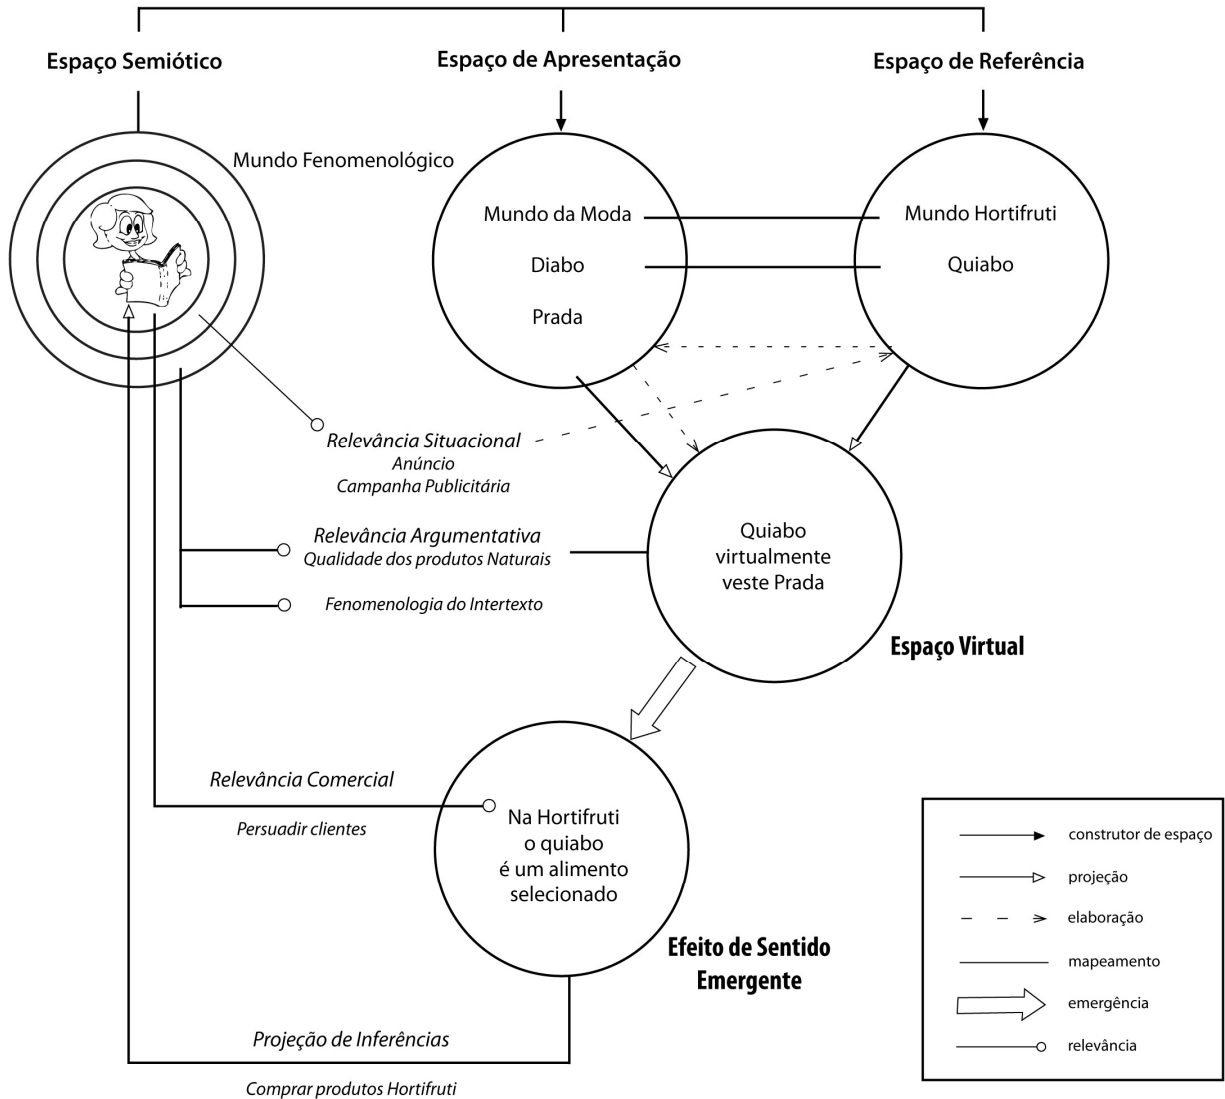 Espaço Semiótico
Espaço de Apresentação
Espaço de Referência
Mundo Fenomenológico
Mundo da Moda
Diabo
Prada
Mundo Hortifruti
Quiabo
Relevância Situacional
Anúncio
Campanha Publicitária
Relevância Argumentativa
Qualidade dos produtos Naturais
Fenomenologia do Intertexto
Quiabo
virtualmente
veste Prada
Espaço Virtual
Relevância Comercial
Persuadir clientes
Na Hortifruti
o quiabo
é um alimento
selecionado
Efeito de Sentido
Emergente
Projeção de Inferências
Comprar produtos Hortifruti
construtor de espaço
projeção
elaboração
mapeamento
emergência
relevância